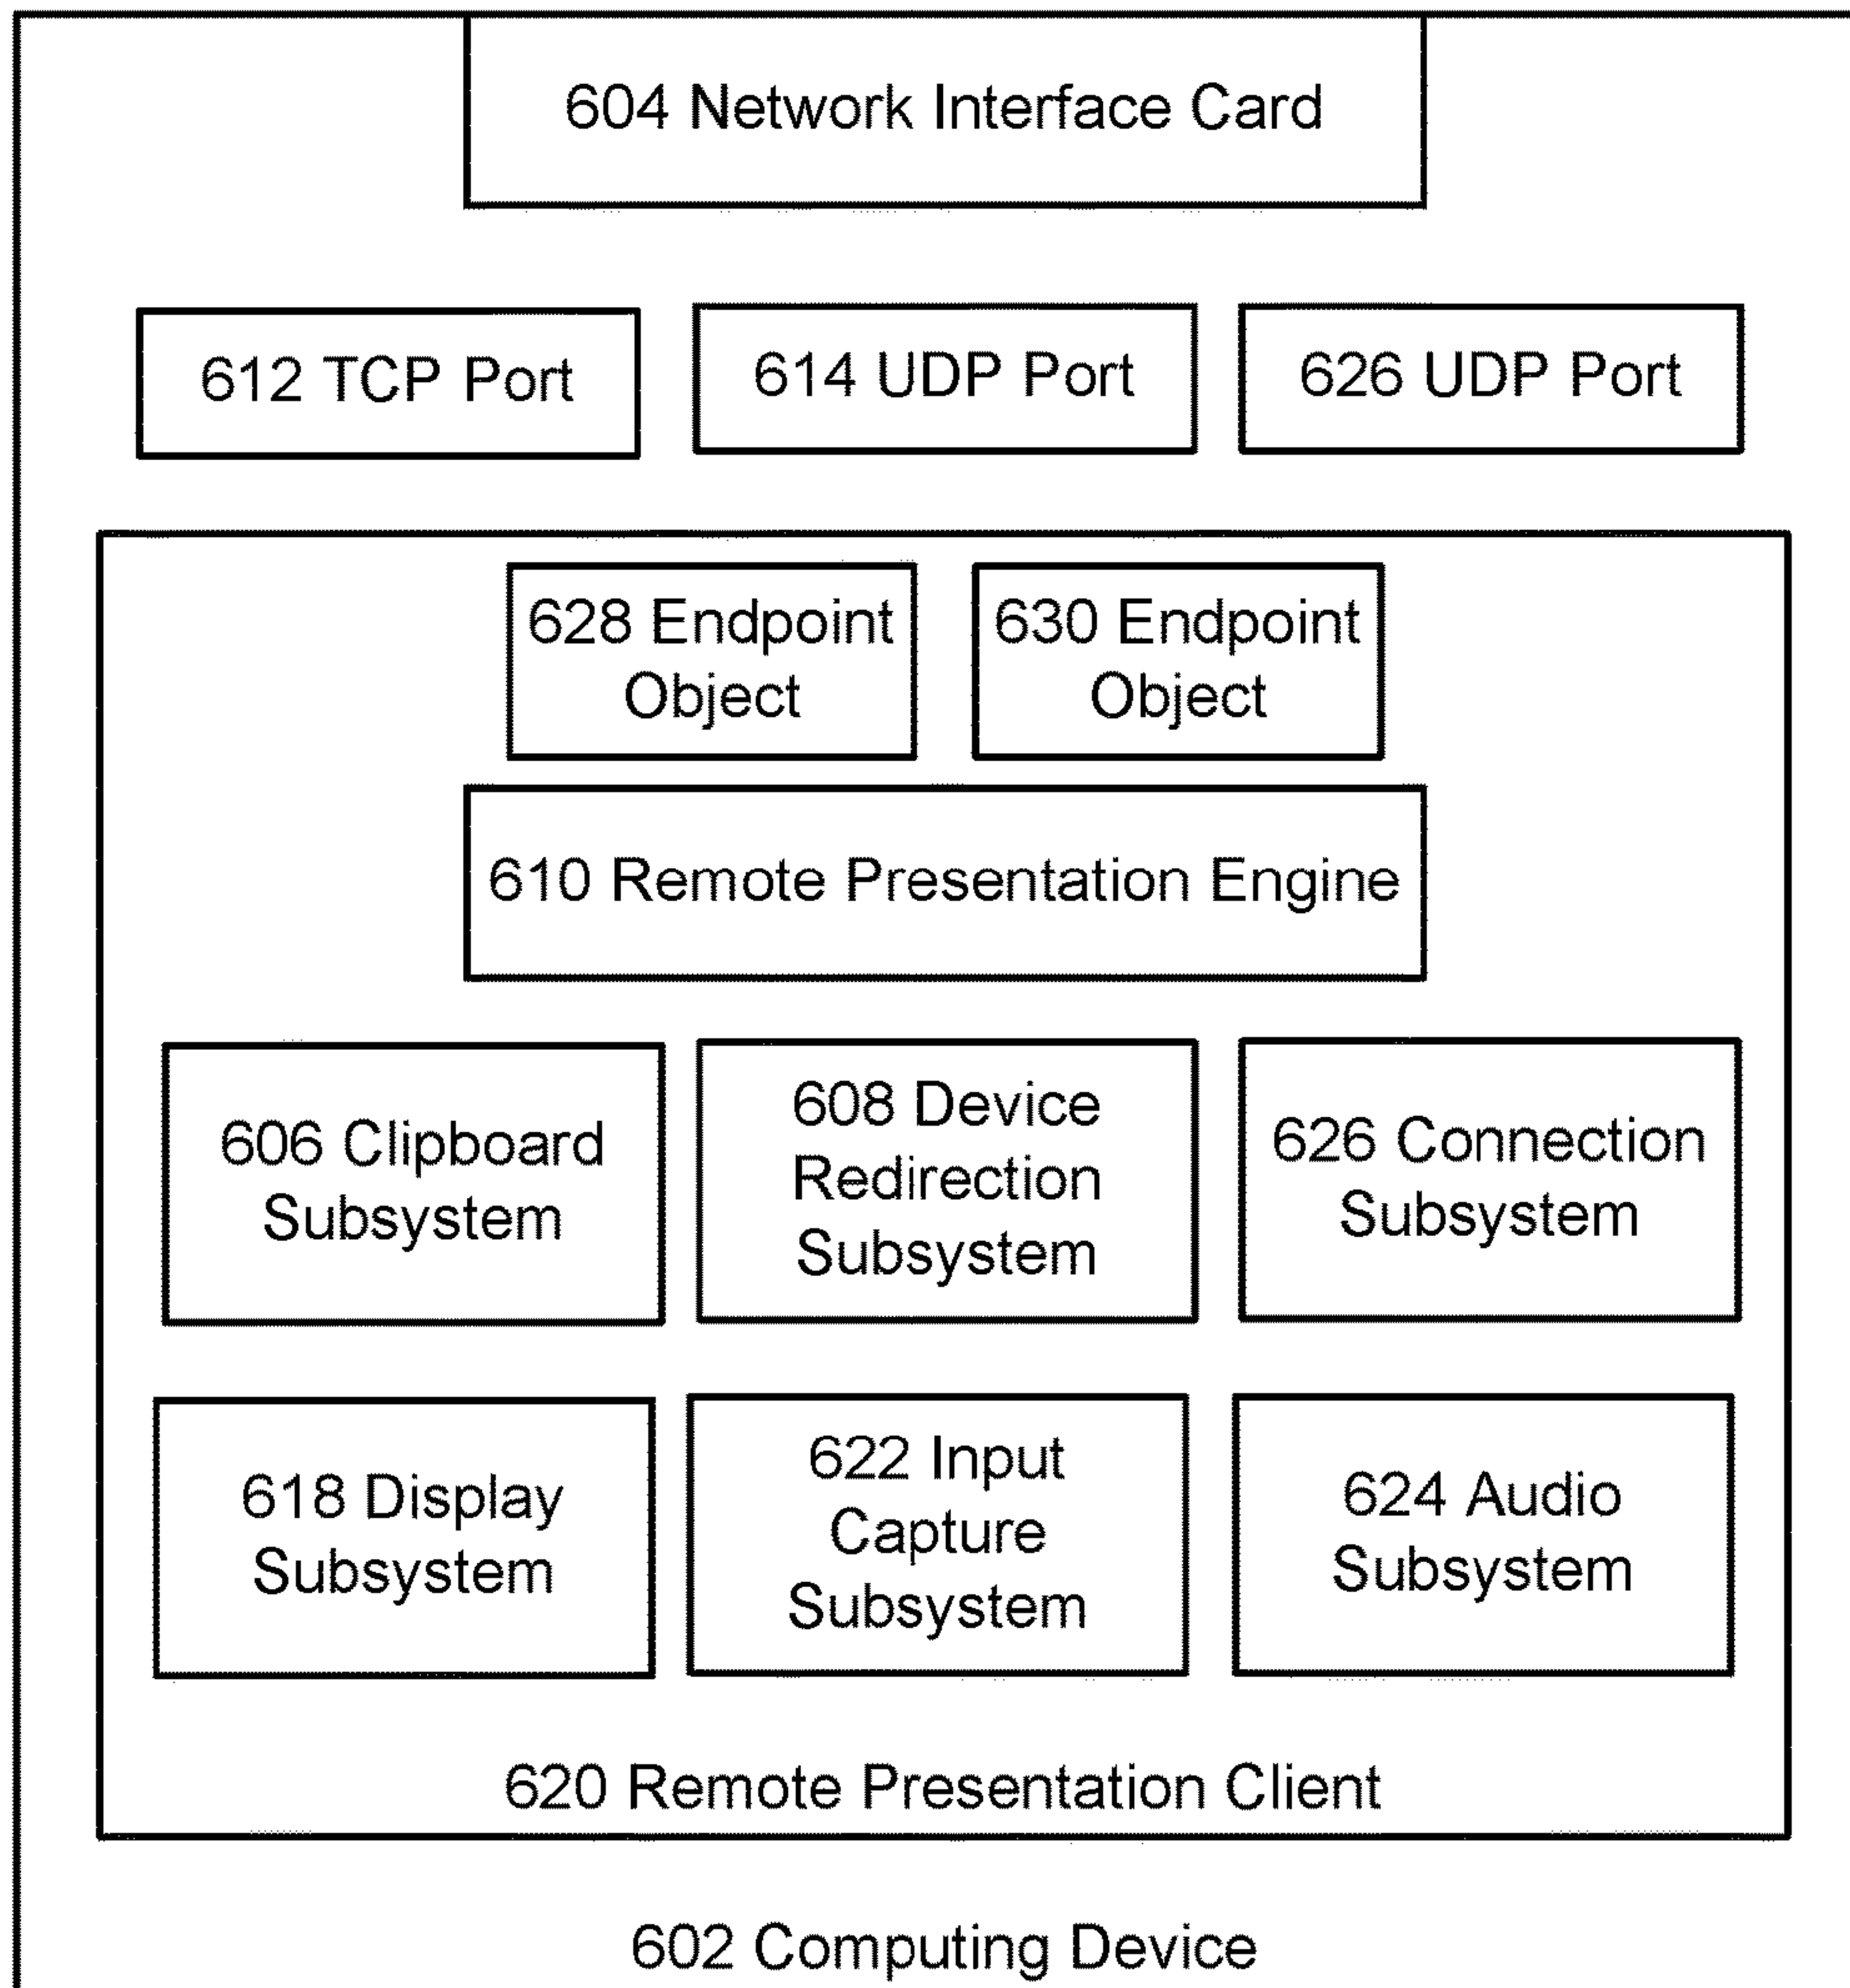 604 Network Interface Card
612 TCP Port
614 UDP Port
626 UDP Port
628 Endpoint
Object
630 Endpoint
Object
610 Remote Presentation Engine
606 Clipboard
Subsystem
608 Device
Redirection
Subsystem
626 Connection
Subsystem
618 Display
Subsystem
622 Input
Capture
Subsystem
624 Audio
Subsystem
620 Remote Presentation Client
602 Computing Device